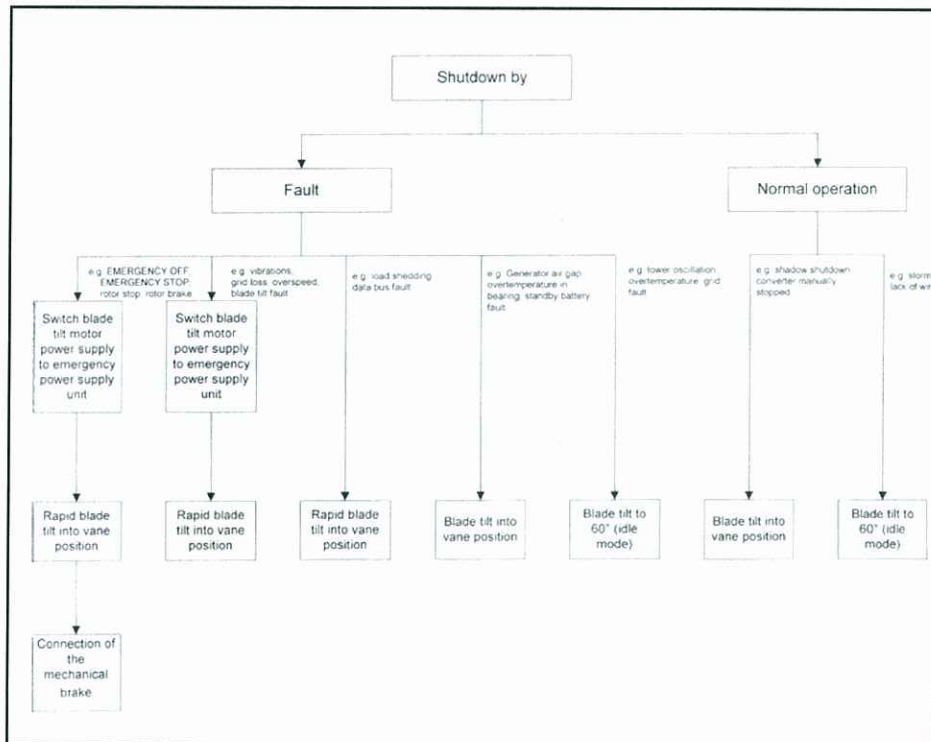 Shutdown by
Fault
Normal operation
e.g. EMERGENCY OFF
EMERGENCY STOP
rotor stop, rotor brake
e.g. vibrations,
grid loss, overspeed,
blade tilt fault
e.g. load shedding
data bus fault
e.g. Generator air gap
overtemperature in
bearing, standby battery
fault
e.g. tower oscillation
overtemperature, grid
fault
e.g. shadow shutdown
converter manually
stopped
e.g. storm
lack of
Switch blade
tilt motor
power supply
to emergency
power supply
unit
Switch blade
tilt motor
power supply
to emergency
power supply
unit
Rapid blade
tilt into vane
position
Rapid blade
tilt into vane
position
Rapid blade
tilt into vane
position
Blade tilt into
vane position
Blade tilt to
60° (idle
mode)
Blade tilt into
vane position
Blade tilt to
60° (idle
mode)
Connection of
the
mechanical
brake